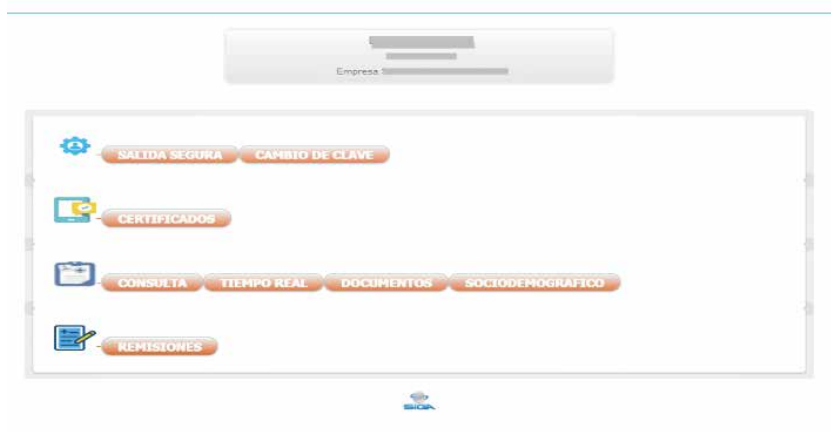 Empresa
SALIDA SEGURA CAMBIO DE CLAVE
CERTIFICADOS
CONSULTA TIEMPO REAL DOCUMENTOS SOCIODEMOGRAFICO
REMISIONES
SIGA